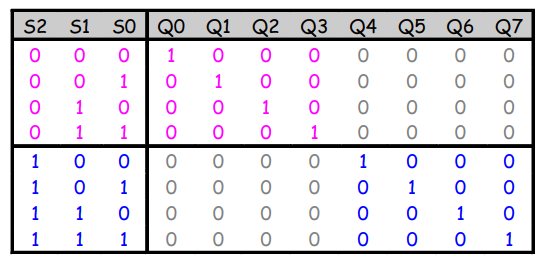 S2 S1 S0 Q0 Q1 Q2 Q3 Q4 Q5 Q6 Q7
0 0 0 1 0 0 0 0 0 0 0
0 0 1 0 1 0 0 0 0 0 0
0 1 0 0 0 1 0 0 0 0 0
0 1 1 0 0 0 1 0 0 0 0
1 0 0 0 0 0 0 1 0 0 0
1 0 1 0 0 0 0 0 1 0 0
1 1 0 0 0 0 0 0 0 1 0
1 1 1 0 0 0 0 0 0 0 1